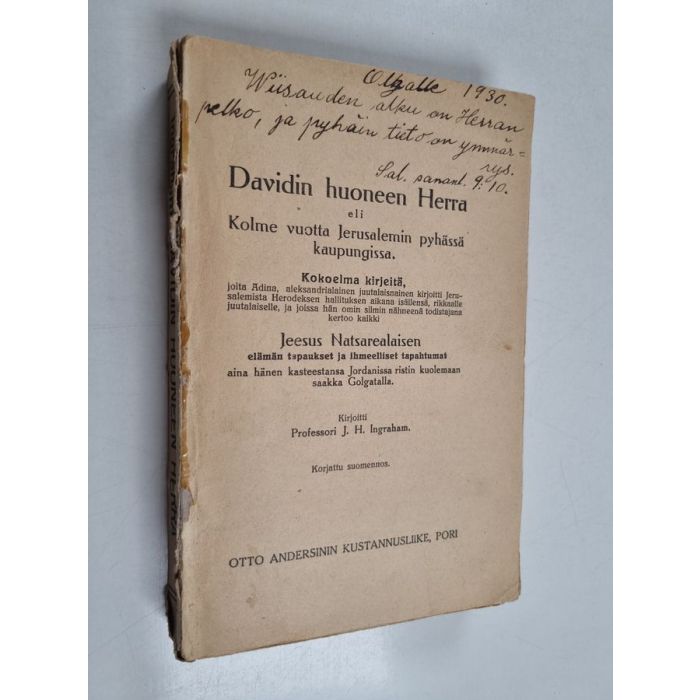 Olgalle 1930.
Wiisauden alku on Herran
pelko, ja pyhäin tieto on ymmär-
rys.
Sal. sananl. 9:10.
Davidin huoneen Herra
eli
Kolme vuotta Jerusalemin pyhässä
kaupungissa.
Kokoelma kirjeitä,
joita Adina, aleksandrialainen juutalaisnainen kirjoitti Jeru-
salemista Herodeksen hallituksen aikana isällensä, rikkaalle
juutalaiselle, ja joissa hän omin silmin nähneenä todistajana
kertoo kaikki
Jeesus Natsarealaisen
elämän tapaukset ja ihmeelliset tapahtumat
aina hänen kasteestansa Jordanissa ristin kuolemaan
saakka Golgatalla.
Kirjoitti
Professori J. H. Ingraham.
Korjattu suomennos.
OTTO ANDERSININ KUSTANNUSLIIKE, PORI
HUONEEN HERRA